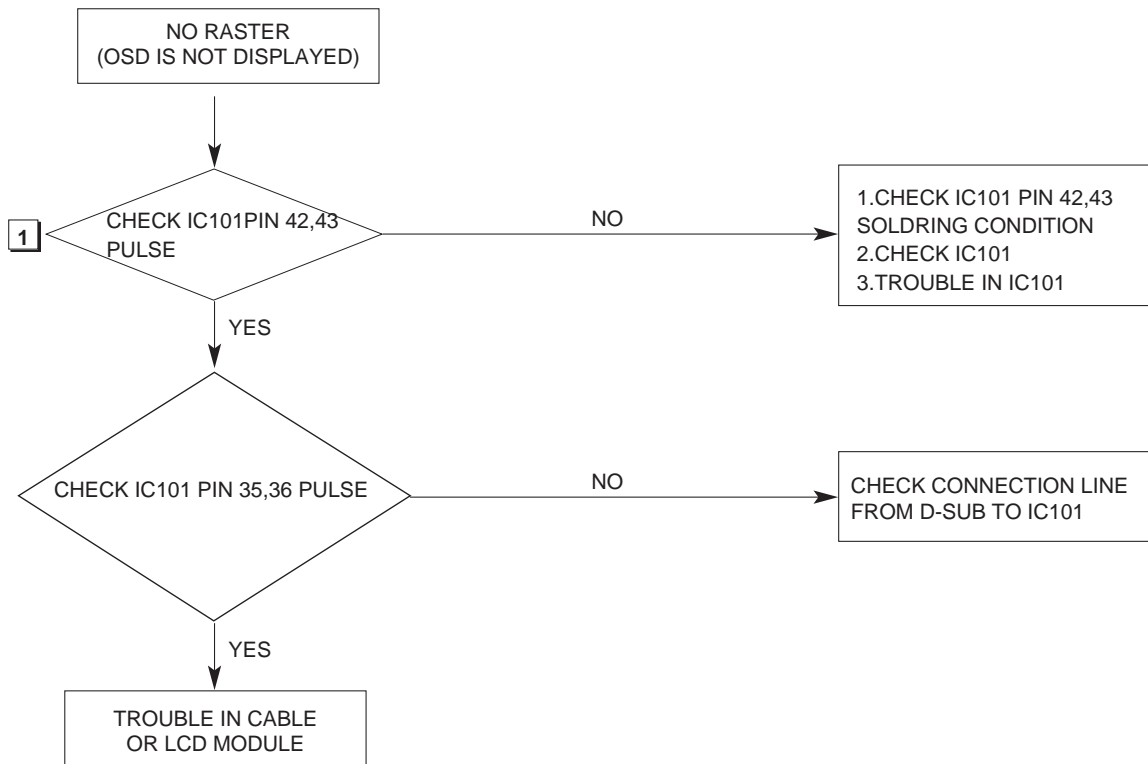 NO RASTER
(OSD IS NOT DISPLAYED)
1
CHECK IC101PIN 42,43
PULSE
NO
1.CHECK IC101 PIN 42,43
SOLDRING CONDITION
2.CHECK IC101
3.TROUBLE IN IC101
YES
CHECK IC101 PIN 35,36 PULSE
NO
CHECK CONNECTION LINE
FROM D-SUB TO IC101
YES
TROUBLE IN CABLE
OR LCD MODULE